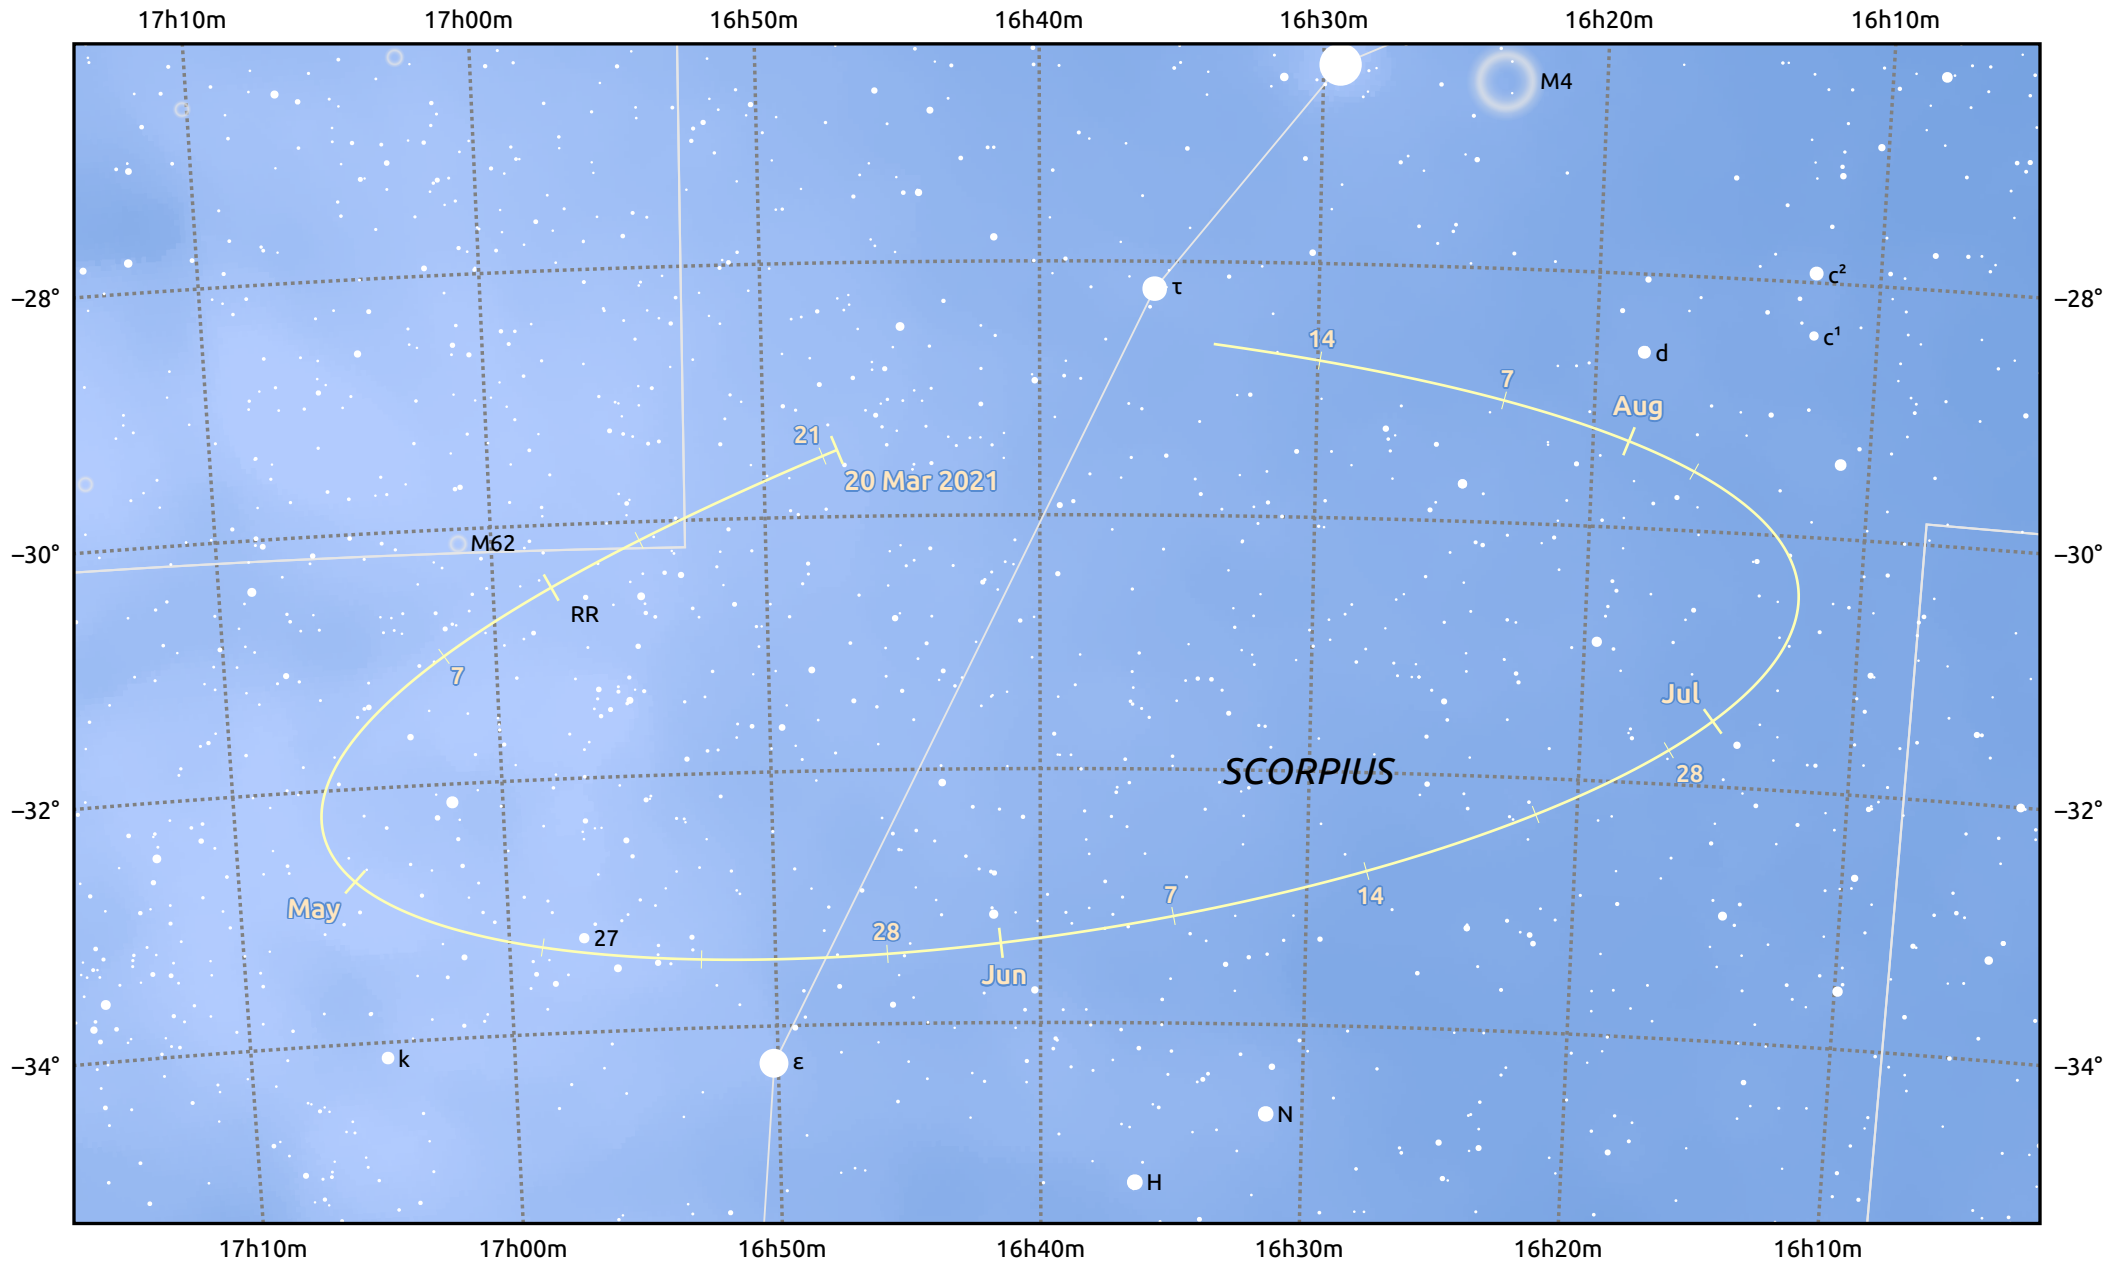 17h10m 17h00m 16h50m 16h40m 16h30m 16h20m 16h10m
M4
−28° −28°
c²
τ
c¹
14
d
7
Aug
21
20 Mar 2021
−30° −30°
M62
RR
7
Jul
SCORPIUS
28
−32° −32°
7
14
May
28
27
Jun
−34° −34°
k
ε
N
H
17h10m 17h00m 16h50m 16h40m 16h30m 16h20m 16h10m